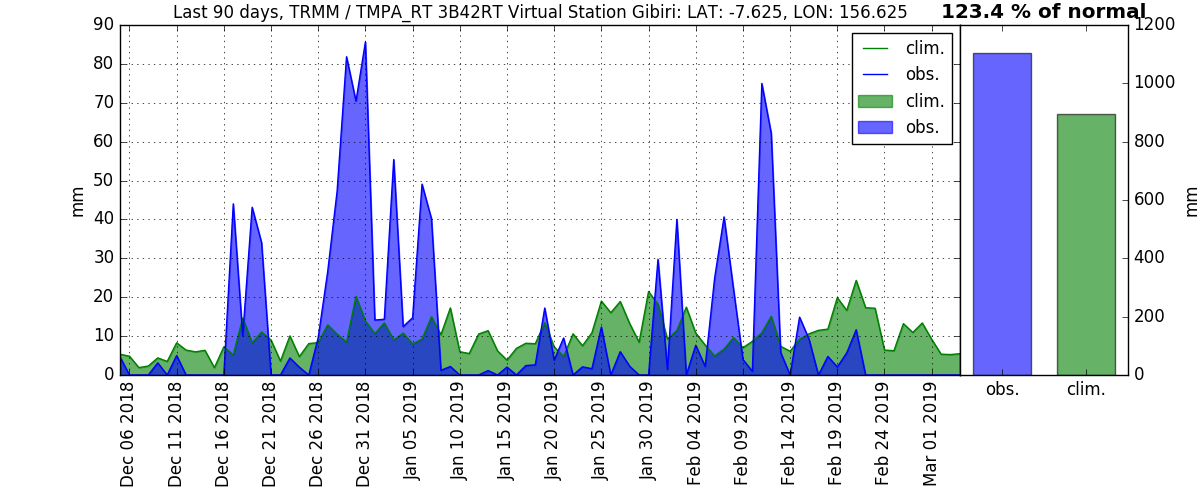 Last 90 days, TRMM / TMPA_RT 3B42RT Virtual Station Gibiri: LAT: -7.625, LON: 156.625
123.4 % of normal
90
80
70
60
50
40
30
20
10
0
mm
clim.
obs.
clim.
obs.
Dec 06 2018
Dec 11 2018
Dec 16 2018
Dec 21 2018
Dec 26 2018
Dec 31 2018
Jan 05 2019
Jan 10 2019
Jan 15 2019
Jan 20 2019
Jan 25 2019
Jan 30 2019
Feb 04 2019
Feb 09 2019
Feb 14 2019
Feb 19 2019
Feb 24 2019
Mar 01 2019
1200
1000
800
600
400
200
0
mm
obs.
clim.